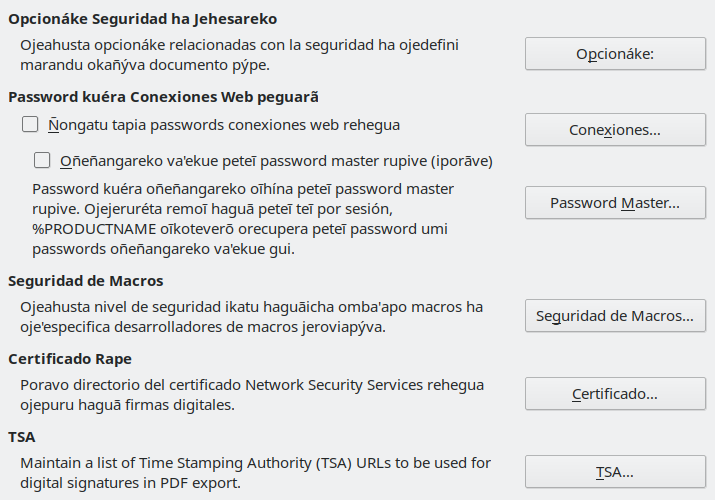 Opcionáke Seguridad ha Jehesareko
Ojeahusta opcionáke relacionadas con la seguridad ha ojedefini
marandu okañýva documento pýpe.
Opcionáke:
Password kuéra Conexiones Web peguarã
Ñongatu tapia passwords conexiones web rehegua
Conexiones...
Oñeñangareko va'ekue peteĩ password master rupive (iporãve)
Password kuéra oñeñangareko oĩhína peteĩ password master
rupive. Ojejeruréta remoĩ haguã peteĩ teĩ por sesión,
%PRODUCTNAME oĩkoteverõ orecupera peteĩ password umi
passwords oñeñangareko va'ekue gui.
Password Master...
Seguridad de Macros
Ojeahusta nivel de seguridad ikatu haguãicha omba'apo macros ha
oje'especifica desarrolladores de macros jeroviapýva.
Seguridad de Macros...
Certificado Rape
Poravo directorio del certificado Network Security Services rehegua
ojepuru haguã firmas digitales.
Certificado...
TSA
Maintain a list of Time Stamping Authority (TSA) URLs to be used for
digital signatures in PDF export.
TSA...